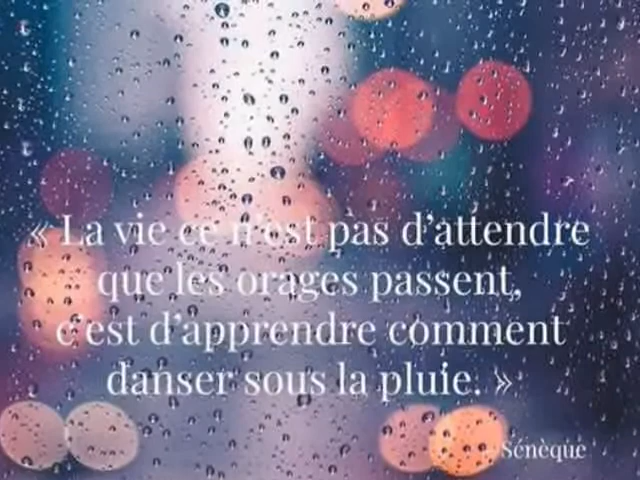 « La vie ce n'est pas d'attendre
que les orages passent,
c'est d'apprendre comment
danser sous la pluie. »
Sénèque